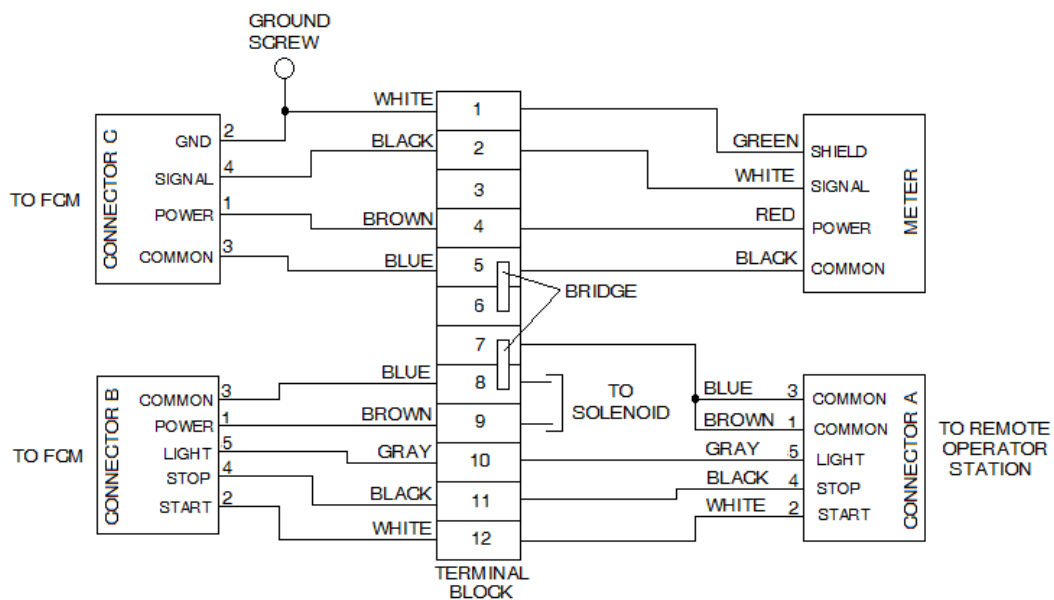 GROUND
SCREW
TO FCM
CONNECTOR C
GND 2
SIGNAL 4
POWER 1
COMMON 3
WHITE
BLACK
BROWN
BLUE
1
2
3
4
5
6
7
8
9
10
11
12
TERMINAL
BLOCK
BRIDGE
GREEN
WHITE
RED
BLACK
SHIELD
SIGNAL
POWER
COMMON
METER
TO FCM
CONNECTOR B
COMMON 3
POWER 1
LIGHT 5
STOP 4
START 2
BLUE
BROWN
GRAY
BLACK
WHITE
TO
SOLENOID
BLUE 3 COMMON
BROWN 1 COMMON
GRAY 5 LIGHT
BLACK 4 STOP
WHITE 2 START
CONNECTOR A
TO REMOTE
OPERATOR
STATION